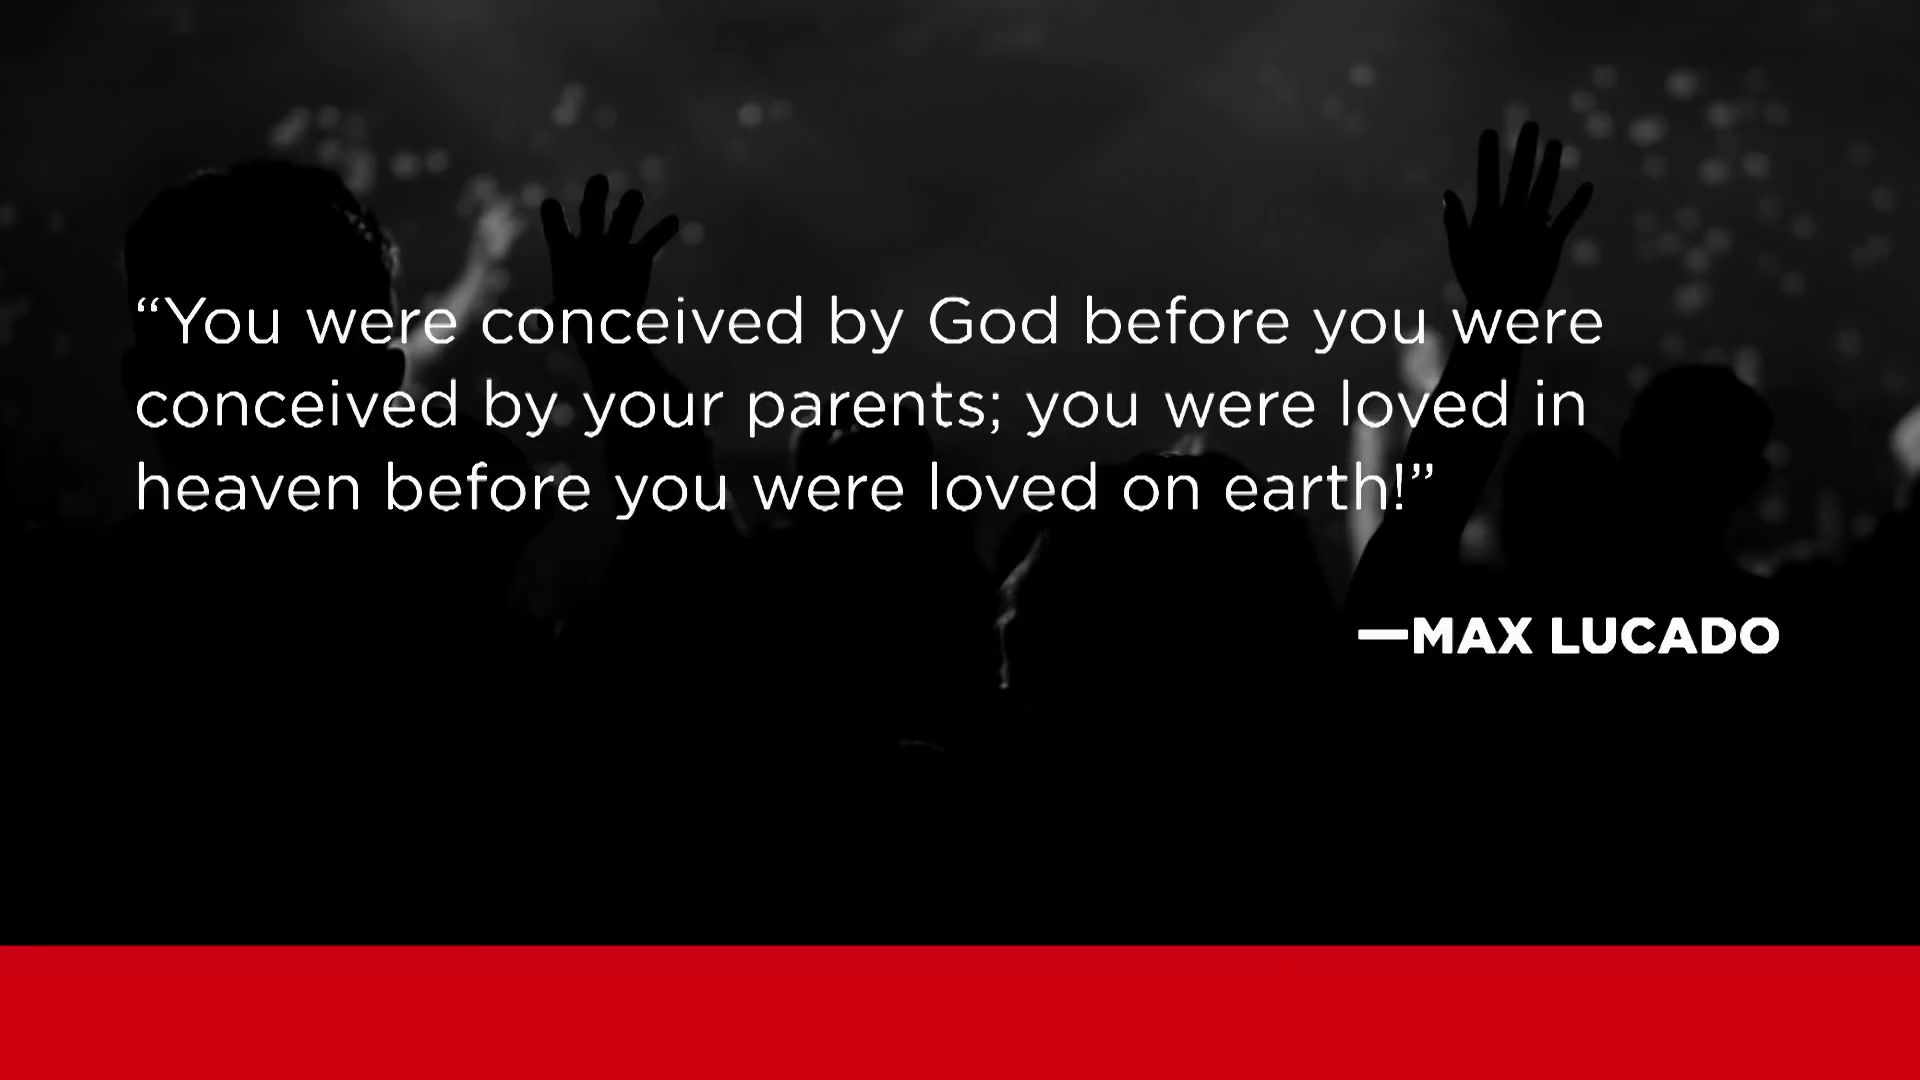 “You were conceived by God before you were
conceived by your parents; you were loved in
heaven before you were loved on earth!”
—MAX LUCADO